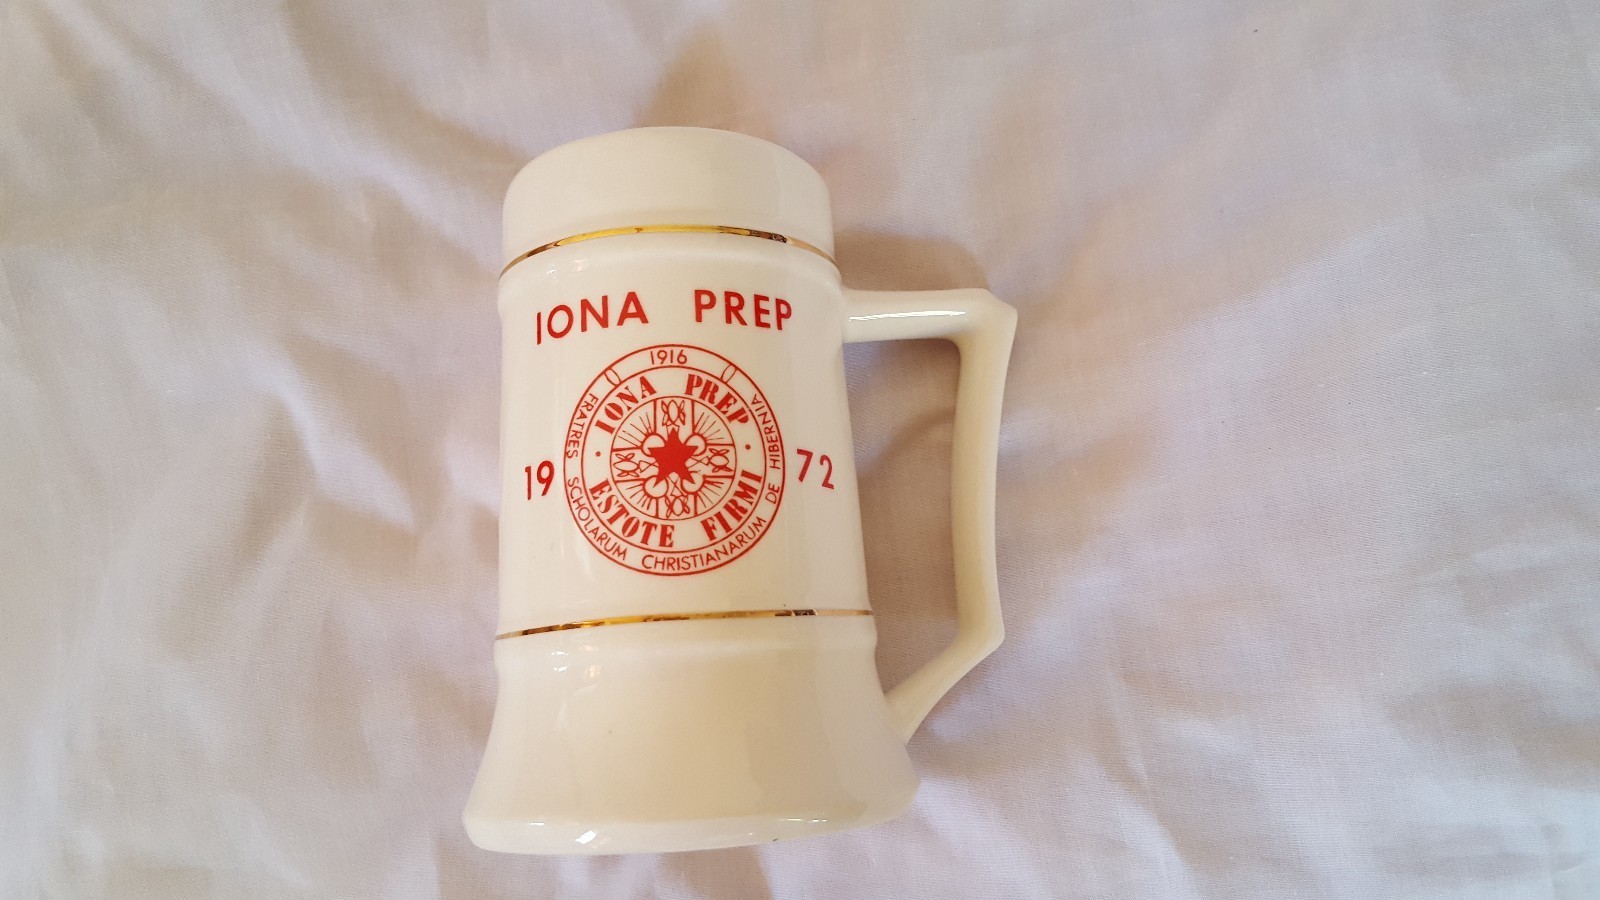 IONA PREP
1916
IONA PREP
ESTOTE FIRMI
FRATRES SCHOLARUM CHRISTIANARUM DE HIBERNIA
19 72